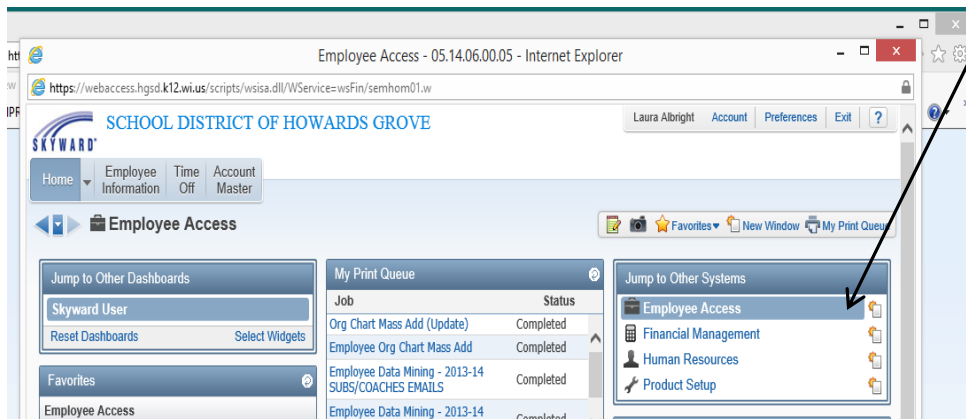 Employee Access - 05.14.06.00.05 - Internet Explorer
https://webaccess.hgsd.k12.wi.us/scripts/wsisa.dll/WService=wsFin/semhom01.w
SKYWARD
SCHOOL DISTRICT OF HOWARDS GROVE
Laura Albright Account Preferences Exit ?
Home
Employee Information
Time Off
Account Master
Employee Access
Favorites New Window My Print Queue
Jump to Other Dashboards
Skyward User
Reset Dashboards Select Widgets
Favorites
Employee Access
My Print Queue
Job Status
Org Chart Mass Add (Update) Completed
Employee Org Chart Mass Add Completed
Employee Data Mining - 2013-14
SUBS/COACHES EMAILS Completed
Employee Data Mining - 2013-14
Completed
Jump to Other Systems
Employee Access
Financial Management
Human Resources
Product Setup